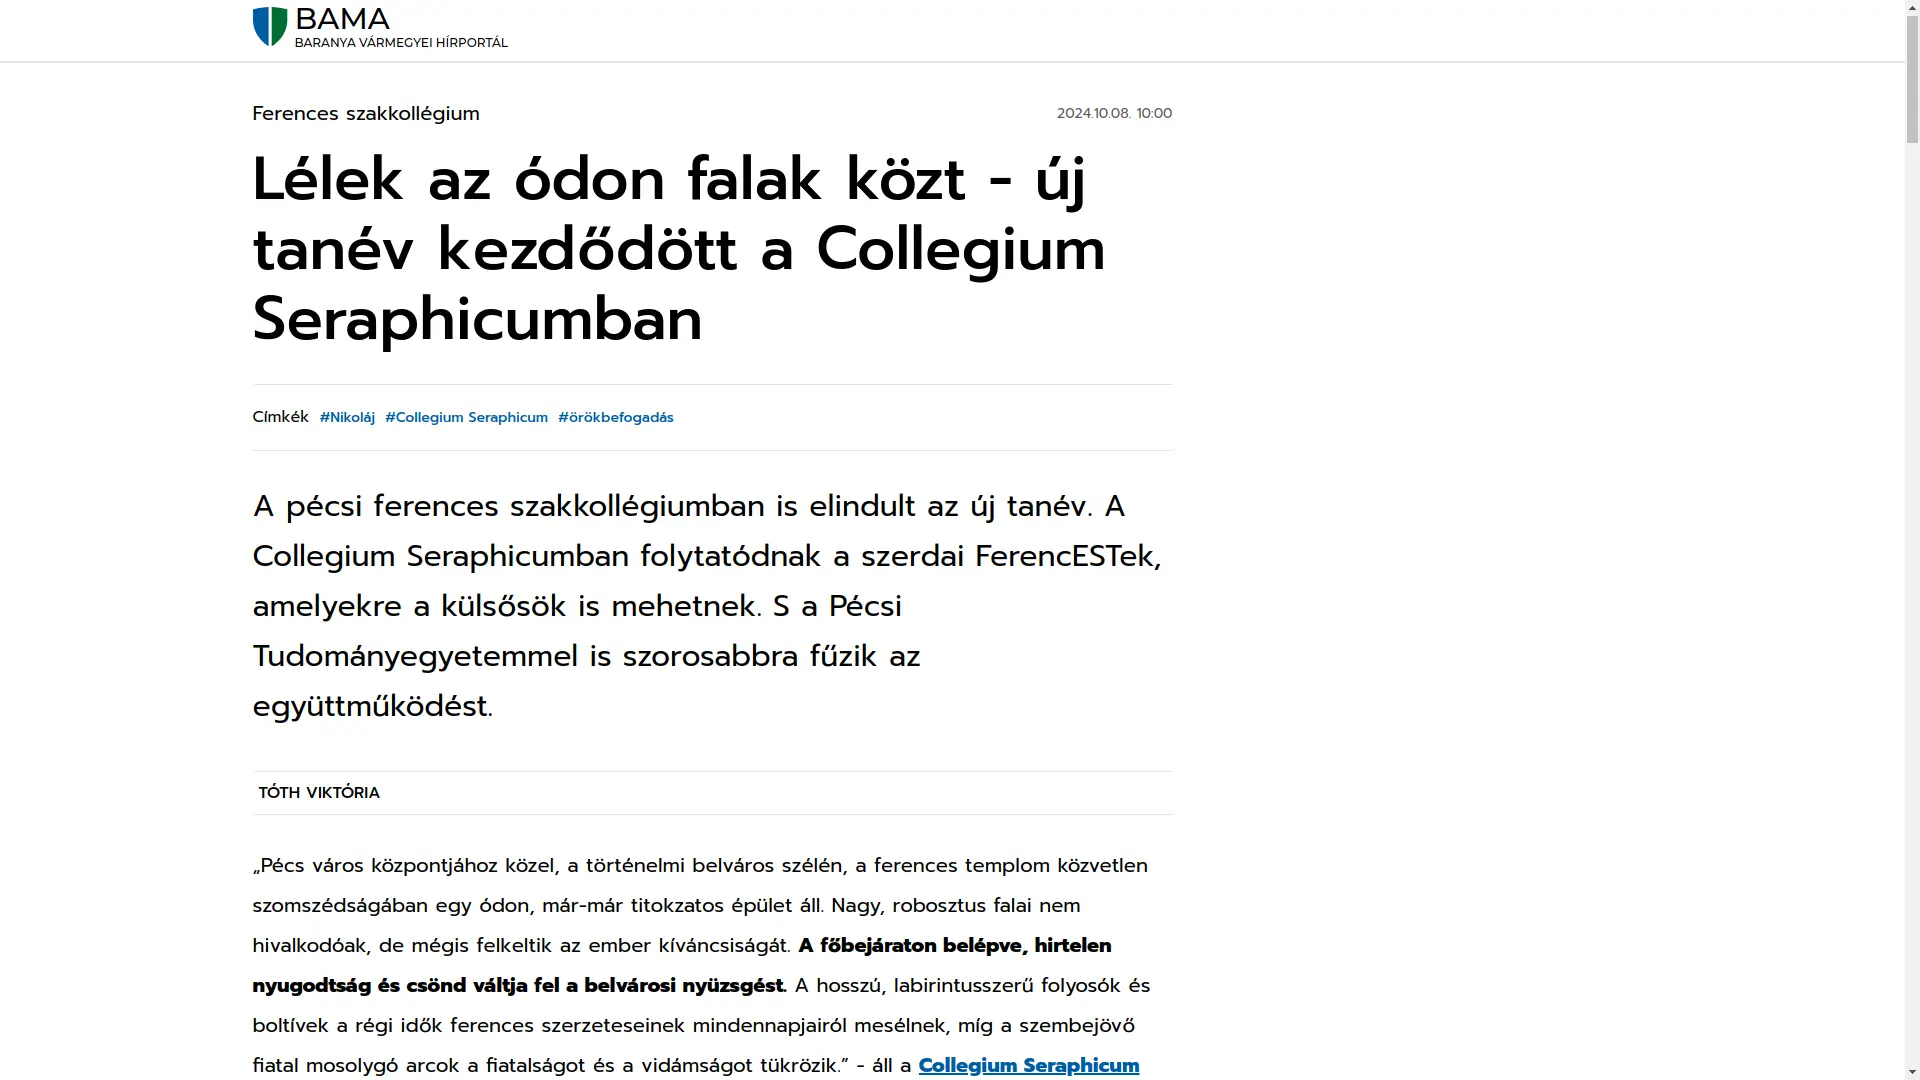 BAMA
BARANYA VÁRMEGYEI HÍRPORTÁL
Ferences szakkollégium
2024.10.08. 10:00
Lélek az ódon falak közt - új
tanév kezdődött a Collegium
Seraphicumban
Címkék #Nikoláj #Collegium Seraphicum #örökbefogadás
A pécsi ferences szakkollégiumban is elindult az új tanév. A
Collegium Seraphicumban folytatódnak a szerdai FerencESTek,
amelyekre a külsősök is mehetnek. S a Pécsi
Tudományegyetemmel is szorosabbra fűzik az
együttműködést.
TÓTH VIKTÓRIA
„Pécs város központjához közel, a történelmi belváros szélén, a ferences templom közvetlen
szomszédságában egy ódon, már-már titokzatos épület áll. Nagy, robosztus falai nem
hivalkodóak, de mégis felkeltik az ember kíváncsiságát. A főbejáraton belépve, hirtelen
nyugodtság és csönd váltja fel a belvárosi nyüzsgést. A hosszú, labirintusszerű folyosók és
boltívek a régi idők ferences szerzeteseinek mindennapjairól mesélnek, míg a szembejövő
fiatal mosolygó arcok a fiatalságot és a vidámságot tükrözik.” - áll a Collegium Seraphicum